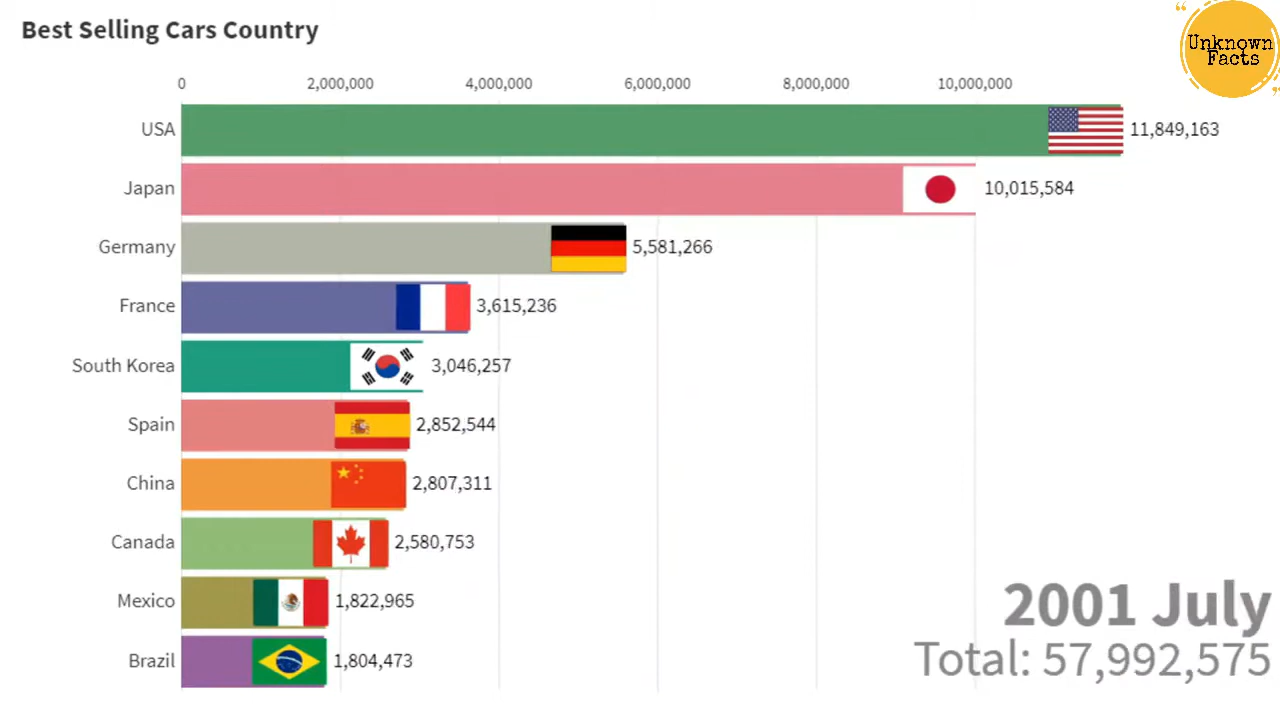 Best Selling Cars Country
Unknown
Facts
0 2,000,000 4,000,000 6,000,000 8,000,000 10,000,000
USA 11,849,163
Japan 10,015,584
Germany 5,581,266
France 3,615,236
South Korea 3,046,257
Spain 2,852,544
China 2,807,311
Canada 2,580,753
Mexico 1,822,965
Brazil 1,804,473
2001 July
Total: 57,992,575